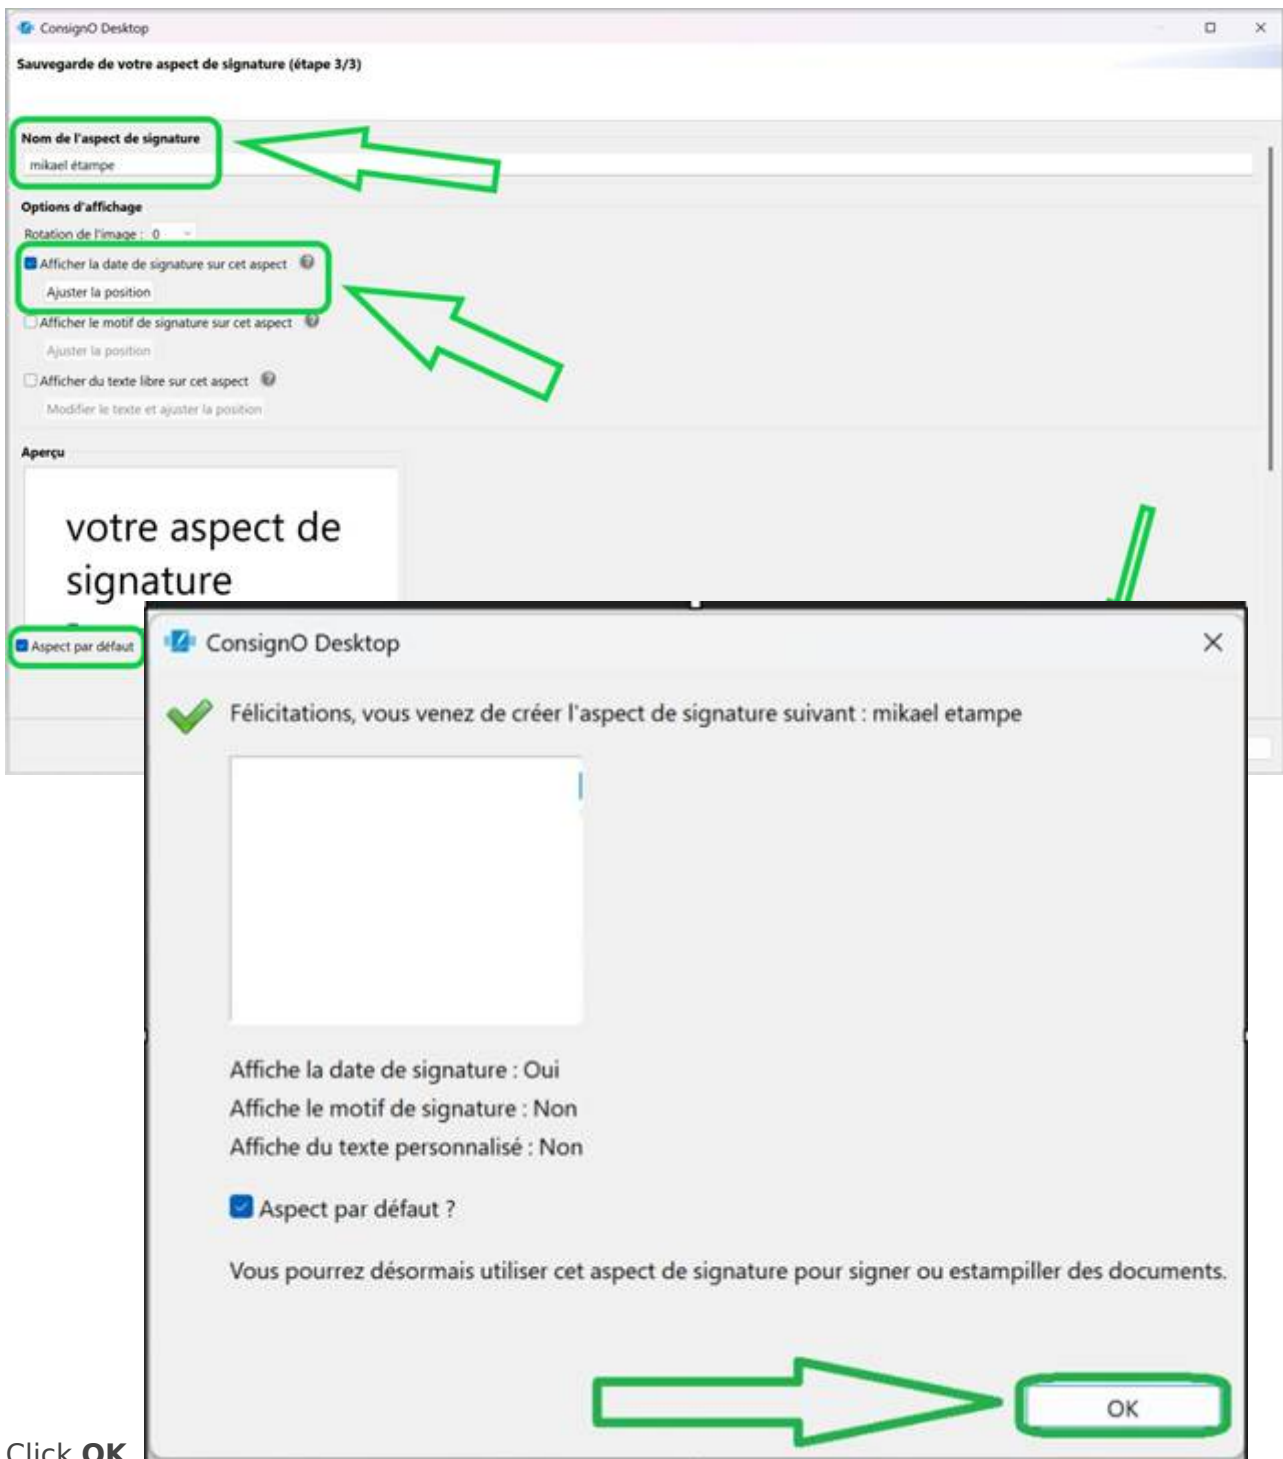 ConsignO Desktop
Sauvegarde de votre aspect de signature (étape 3/3)
Nom de l'aspect de signature
mikael étampe
Options d'affichage
Rotation de l'image : 0
Afficher la date de signature sur cet aspect
Ajuster la position
Afficher le motif de signature sur cet aspect
Ajuster la position
Afficher du texte libre sur cet aspect
Modifier le texte et ajuster la position
Aperçu
votre aspect de
signature
Aspect par défaut
ConsignO Desktop
Félicitations, vous venez de créer l'aspect de signature suivant : mikael etampe
Affiche la date de signature : Oui
Affiche le motif de signature : Non
Affiche du texte personnalisé : Non
Aspect par défaut ?
Vous pourrez désormais utiliser cet aspect de signature pour signer ou estampiller des documents.
OK
Click OK